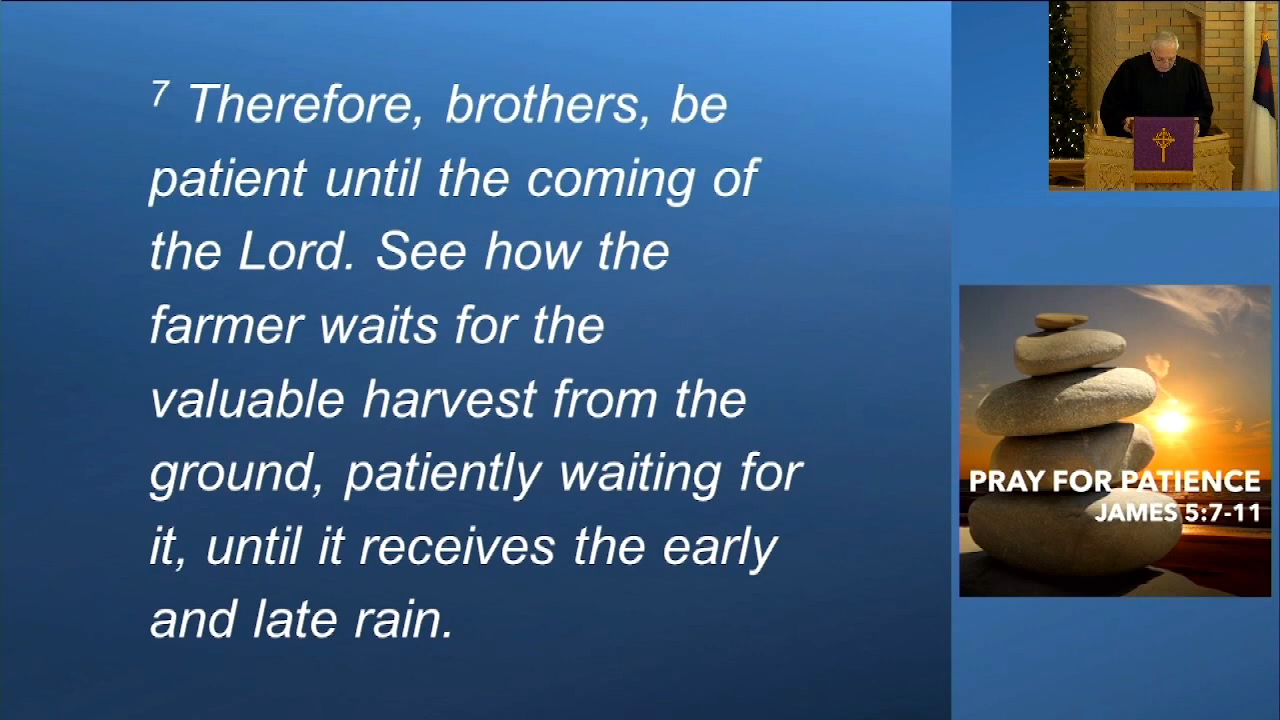 7 Therefore, brothers, be
patient until the coming of
the Lord. See how the
farmer waits for the
valuable harvest from the
ground, patiently waiting for
it, until it receives the early
and late rain.
PRAY FOR PATIENCE
JAMES 5:7-11